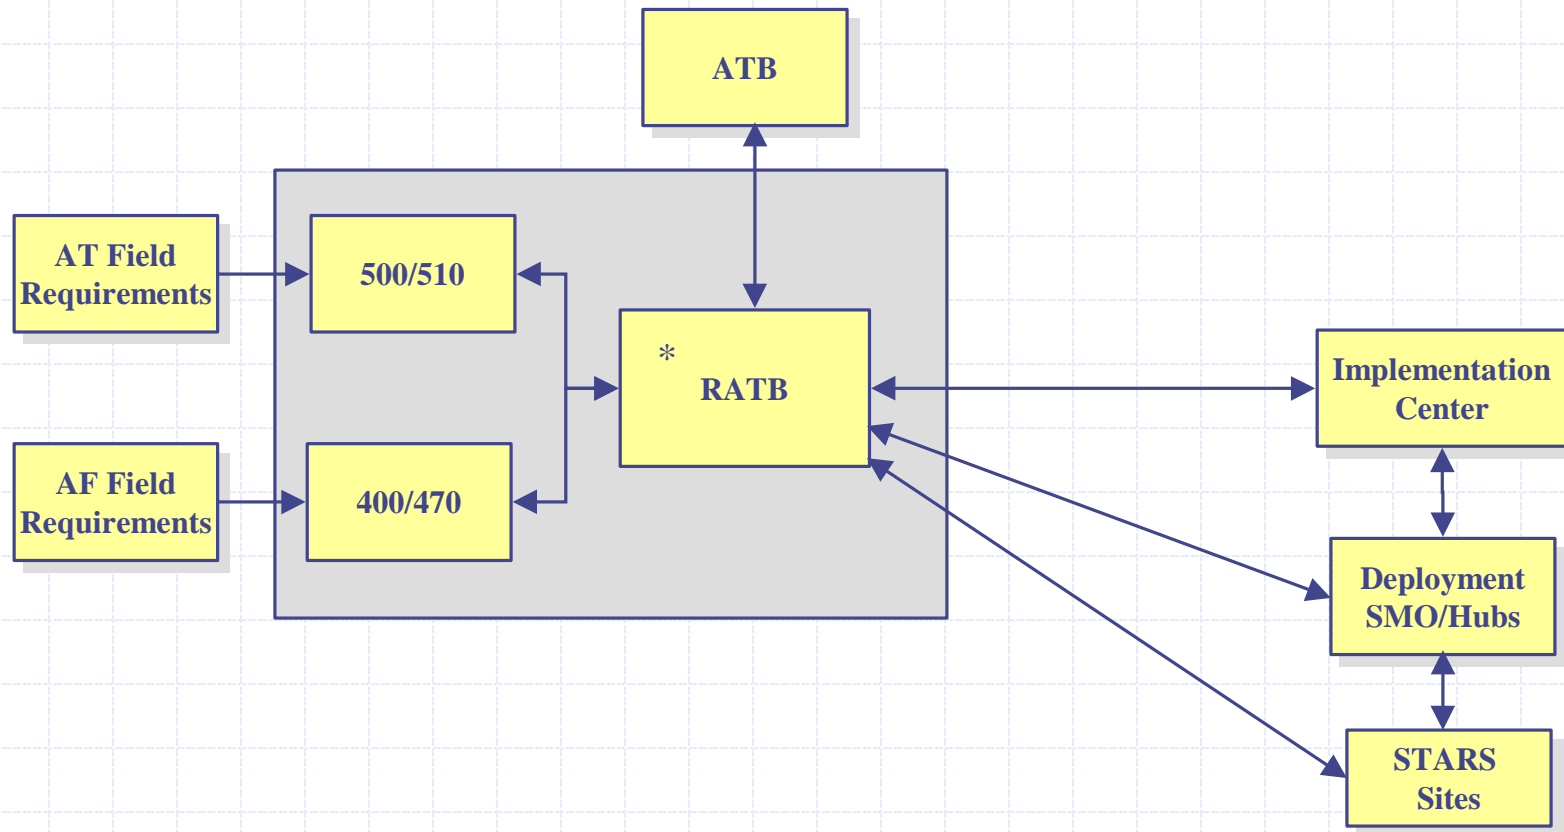 ATB
AT Field
Requirements
500/510
*
RATB
Implementation
Center
AF Field
Requirements
400/470
Deployment
SMO/Hubs
STARS
Sites